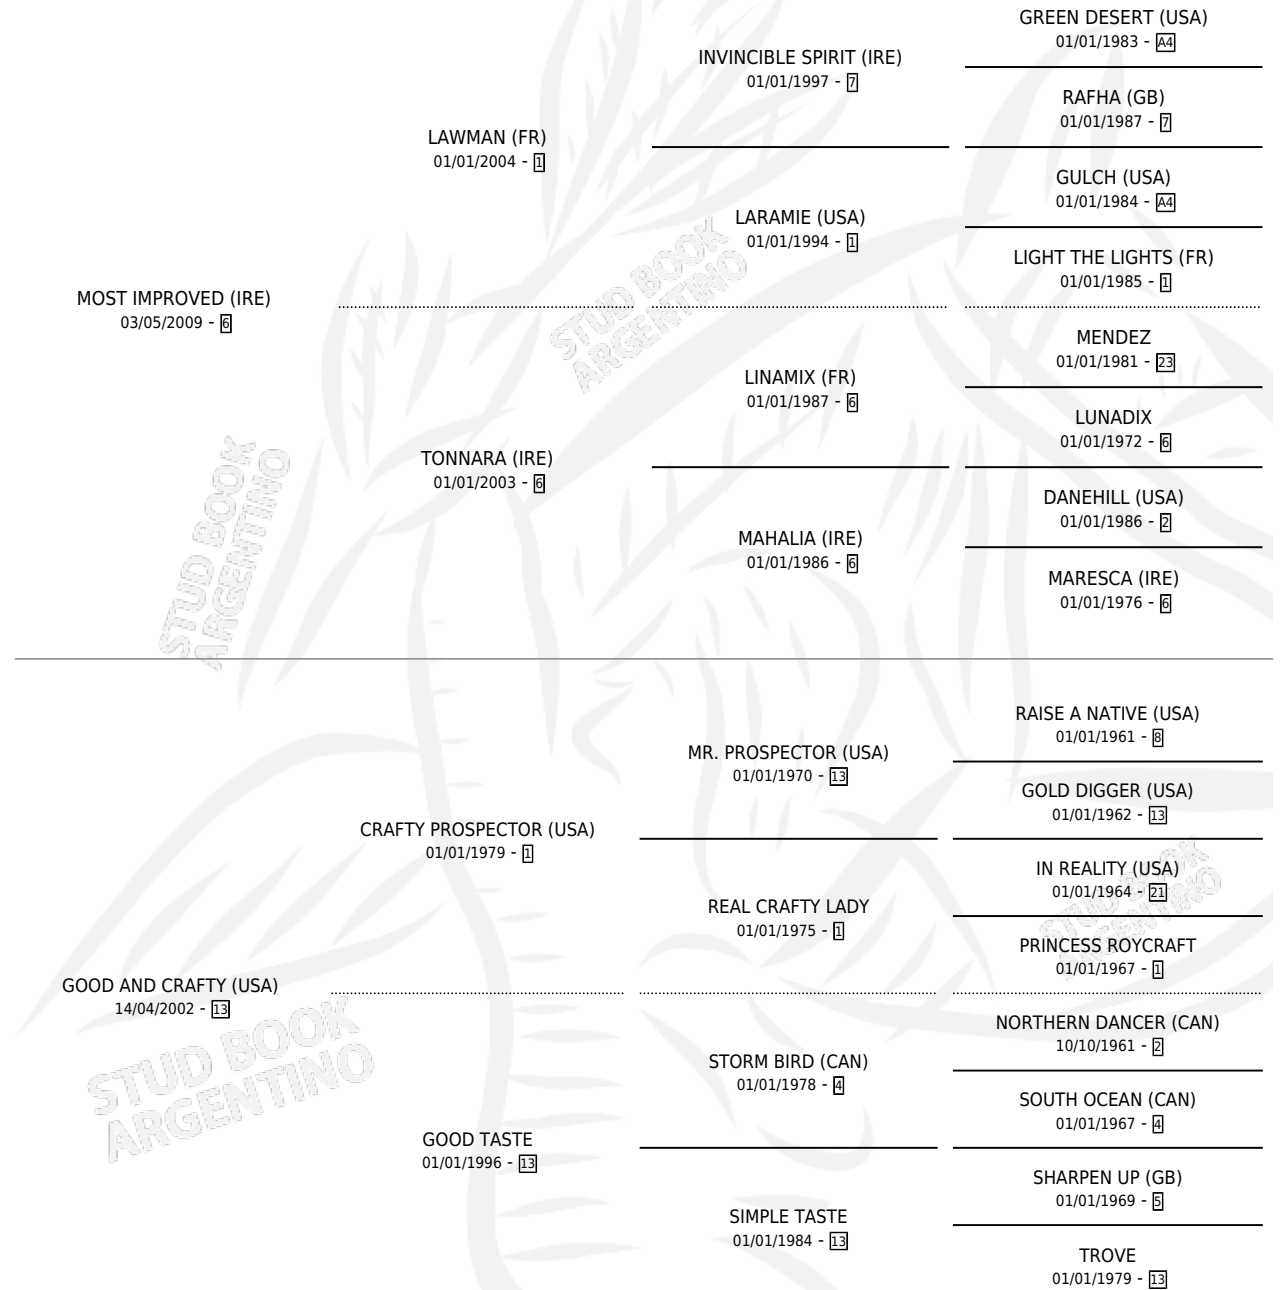 GREEN DESERT (USA)
01/01/1983 - A4
INVINCIBLE SPIRIT (IRE)
01/01/1997 - 7
RAFHA (GB)
01/01/1987 - 7
LAWMAN (FR)
01/01/2004 - 1
GULCH (USA)
01/01/1984 - A4
LARAMIE (USA)
01/01/1994 - 1
LIGHT THE LIGHTS (FR)
01/01/1985 - 1
MOST IMPROVED (IRE)
03/05/2009 - 6
MENDEZ
01/01/1981 - 23
LINAMIX (FR)
01/01/1987 - 6
LUNADIX
01/01/1972 - 6
TONNARA (IRE)
01/01/2003 - 6
DANEHILL (USA)
01/01/1986 - 2
MAHALIA (IRE)
01/01/1986 - 6
MARESCA (IRE)
01/01/1976 - 6
STUD BOOK
ARGENTINO
STUD BOOK
ARGENTINO
RAISE A NATIVE (USA)
01/01/1961 - 8
MR. PROSPECTOR (USA)
01/01/1970 - 13
GOLD DIGGER (USA)
01/01/1962 - 13
CRAFTY PROSPECTOR (USA)
01/01/1979 - 1
IN REALITY (USA)
01/01/1964 - 21
REAL CRAFTY LADY
01/01/1975 - 1
PRINCESS ROYCRAFT
01/01/1967 - 1
GOOD AND CRAFTY (USA)
14/04/2002 - 13
NORTHERN DANCER (CAN)
10/10/1961 - 2
STORM BIRD (CAN)
01/01/1978 - 4
SOUTH OCEAN (CAN)
01/01/1967 - 4
GOOD TASTE
01/01/1996 - 13
SHARPEN UP (GB)
01/01/1969 - 5
SIMPLE TASTE
01/01/1984 - 13
TROVE
01/01/1979 - 13
STUD BOOK
ARGENTINO
STUD BOOK
ARGENTINO